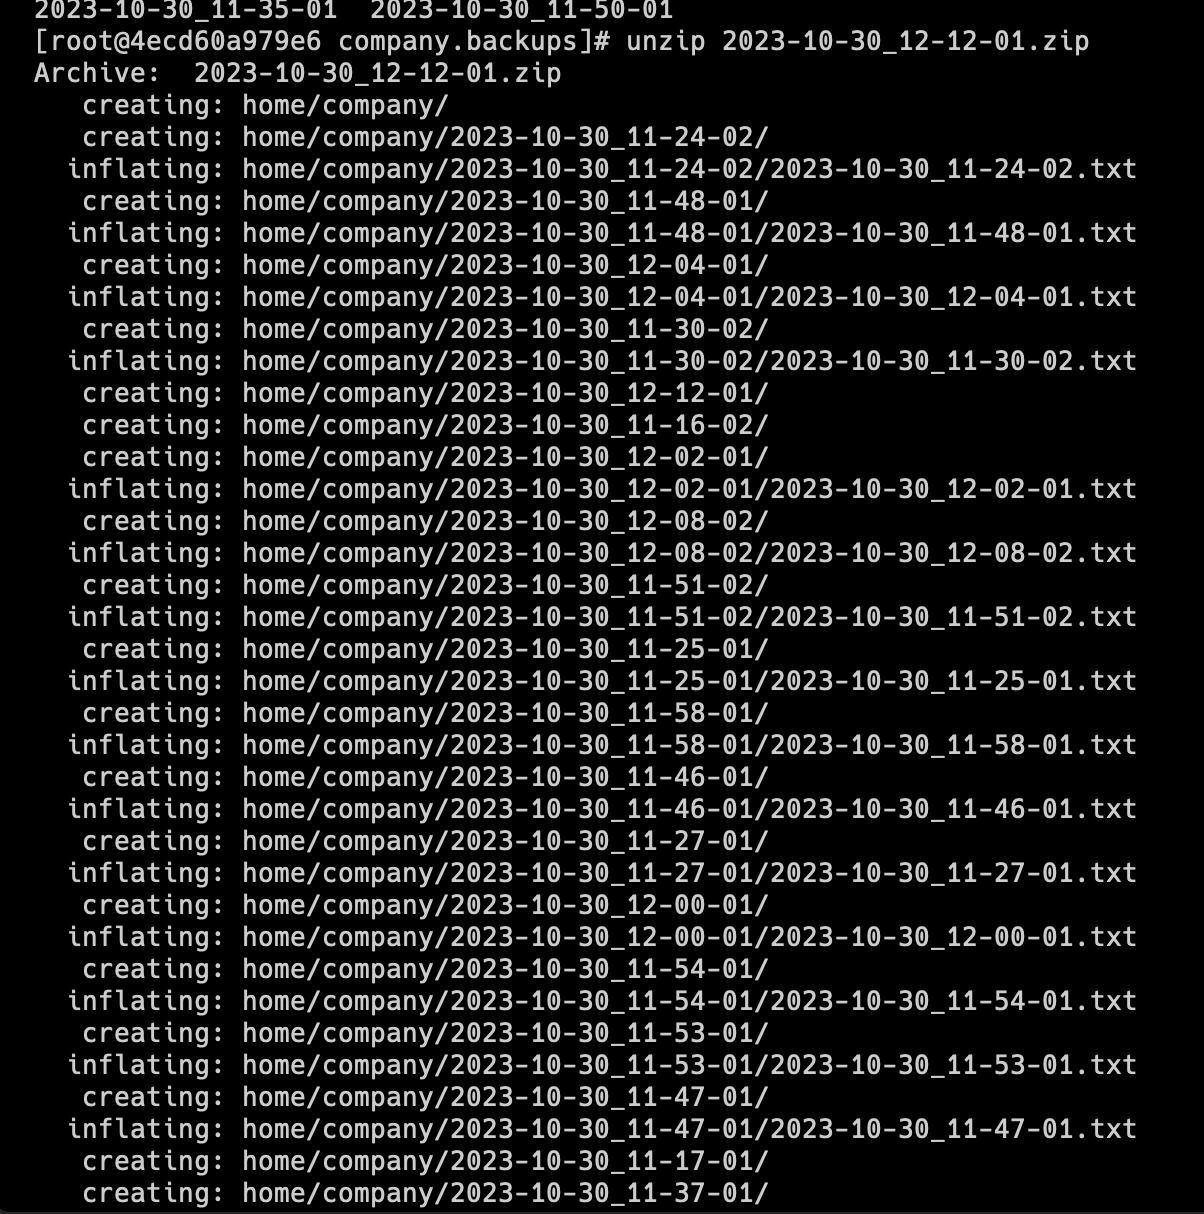 2023-10-30_11-35-01  2023-10-30_11-50-01
[root@4ecd60a979e6 company.backups]# unzip 2023-10-30_12-12-01.zip
Archive:  2023-10-30_12-12-01.zip
   creating: home/company/
   creating: home/company/2023-10-30_11-24-02/
  inflating: home/company/2023-10-30_11-24-02/2023-10-30_11-24-02.txt
   creating: home/company/2023-10-30_11-48-01/
  inflating: home/company/2023-10-30_11-48-01/2023-10-30_11-48-01.txt
   creating: home/company/2023-10-30_12-04-01/
  inflating: home/company/2023-10-30_12-04-01/2023-10-30_12-04-01.txt
   creating: home/company/2023-10-30_11-30-02/
  inflating: home/company/2023-10-30_11-30-02/2023-10-30_11-30-02.txt
   creating: home/company/2023-10-30_12-12-01/
   creating: home/company/2023-10-30_11-16-02/
   creating: home/company/2023-10-30_12-02-01/
  inflating: home/company/2023-10-30_12-02-01/2023-10-30_12-02-01.txt
   creating: home/company/2023-10-30_12-08-02/
  inflating: home/company/2023-10-30_12-08-02/2023-10-30_12-08-02.txt
   creating: home/company/2023-10-30_11-51-02/
  inflating: home/company/2023-10-30_11-51-02/2023-10-30_11-51-02.txt
   creating: home/company/2023-10-30_11-25-01/
  inflating: home/company/2023-10-30_11-25-01/2023-10-30_11-25-01.txt
   creating: home/company/2023-10-30_11-58-01/
  inflating: home/company/2023-10-30_11-58-01/2023-10-30_11-58-01.txt
   creating: home/company/2023-10-30_11-46-01/
  inflating: home/company/2023-10-30_11-46-01/2023-10-30_11-46-01.txt
   creating: home/company/2023-10-30_11-27-01/
  inflating: home/company/2023-10-30_11-27-01/2023-10-30_11-27-01.txt
   creating: home/company/2023-10-30_12-00-01/
  inflating: home/company/2023-10-30_12-00-01/2023-10-30_12-00-01.txt
   creating: home/company/2023-10-30_11-54-01/
  inflating: home/company/2023-10-30_11-54-01/2023-10-30_11-54-01.txt
   creating: home/company/2023-10-30_11-53-01/
  inflating: home/company/2023-10-30_11-53-01/2023-10-30_11-53-01.txt
   creating: home/company/2023-10-30_11-47-01/
  inflating: home/company/2023-10-30_11-47-01/2023-10-30_11-47-01.txt
   creating: home/company/2023-10-30_11-17-01/
   creating: home/company/2023-10-30_11-37-01/